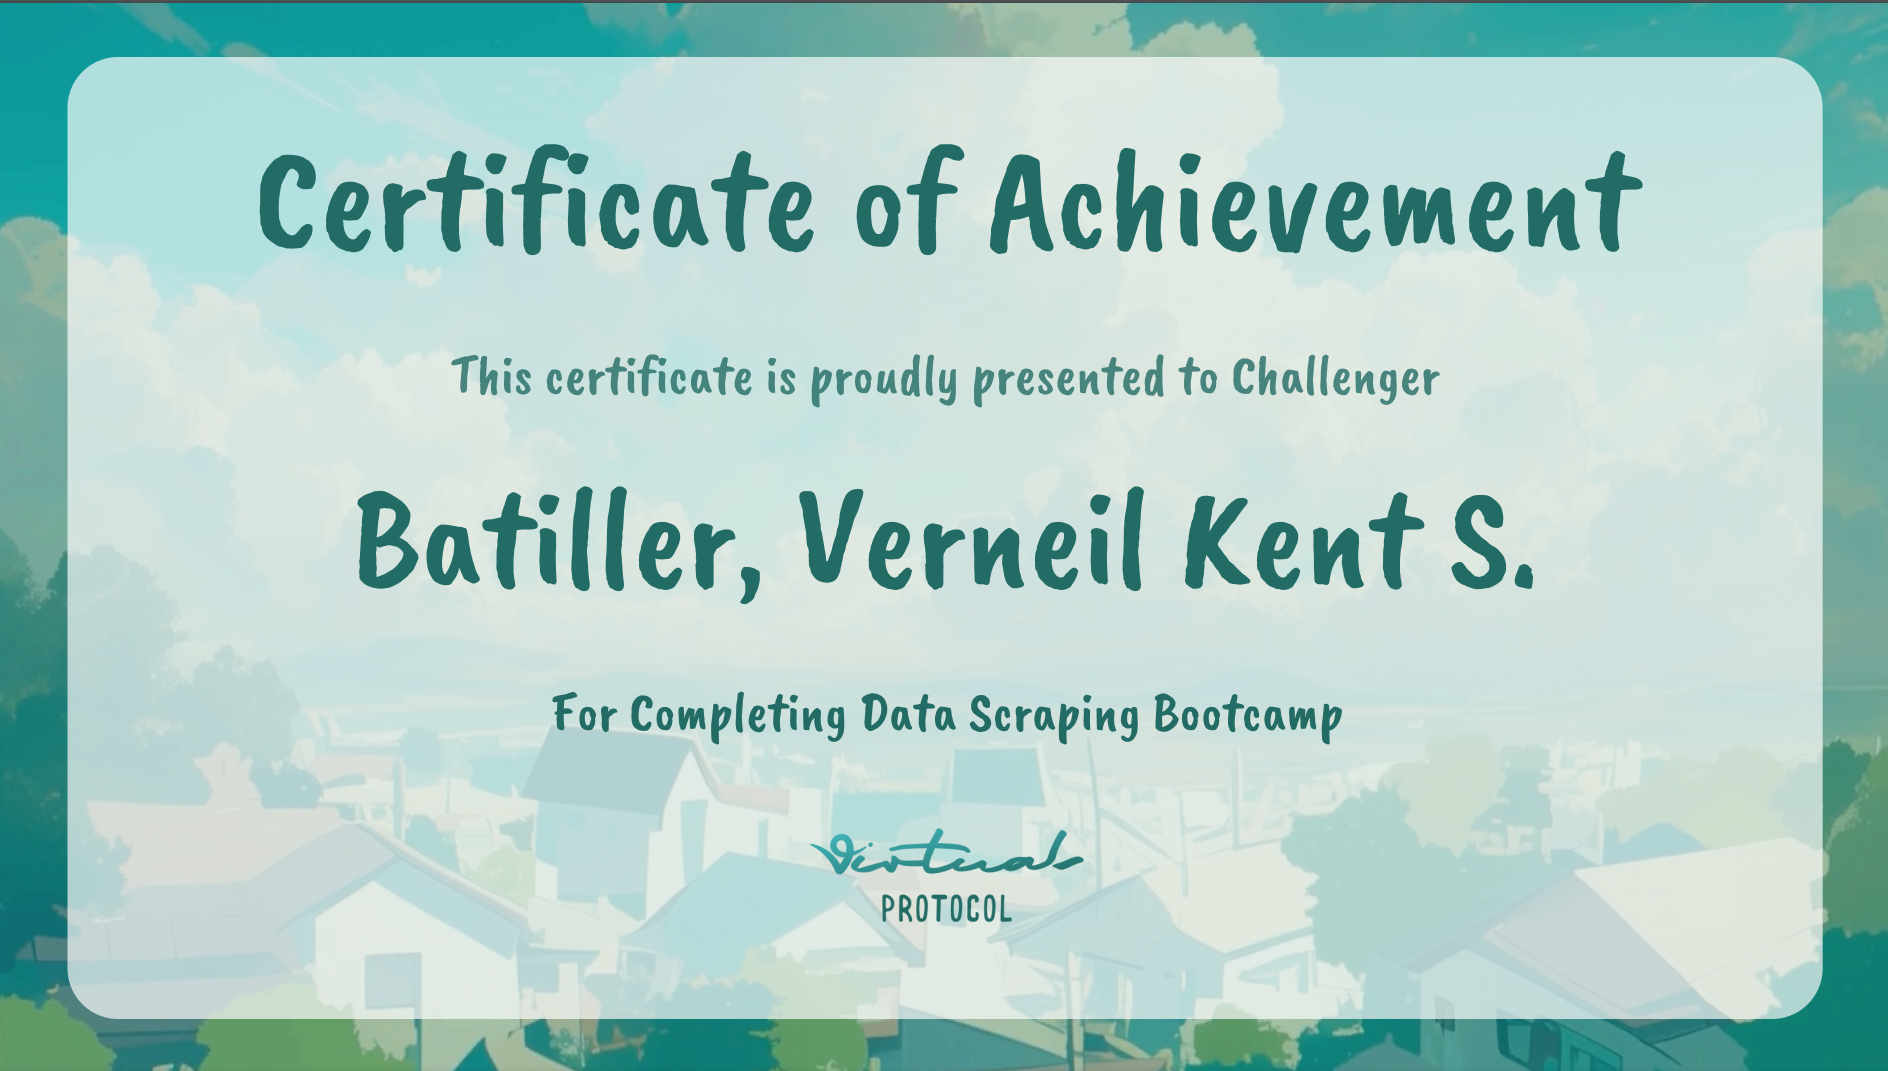 Certificate of Achievement
This certificate is proudly presented to Challenger
Batiller, Verneil Kent S.
For Completing Data Scraping Bootcamp
Virtual
PROTOCOL